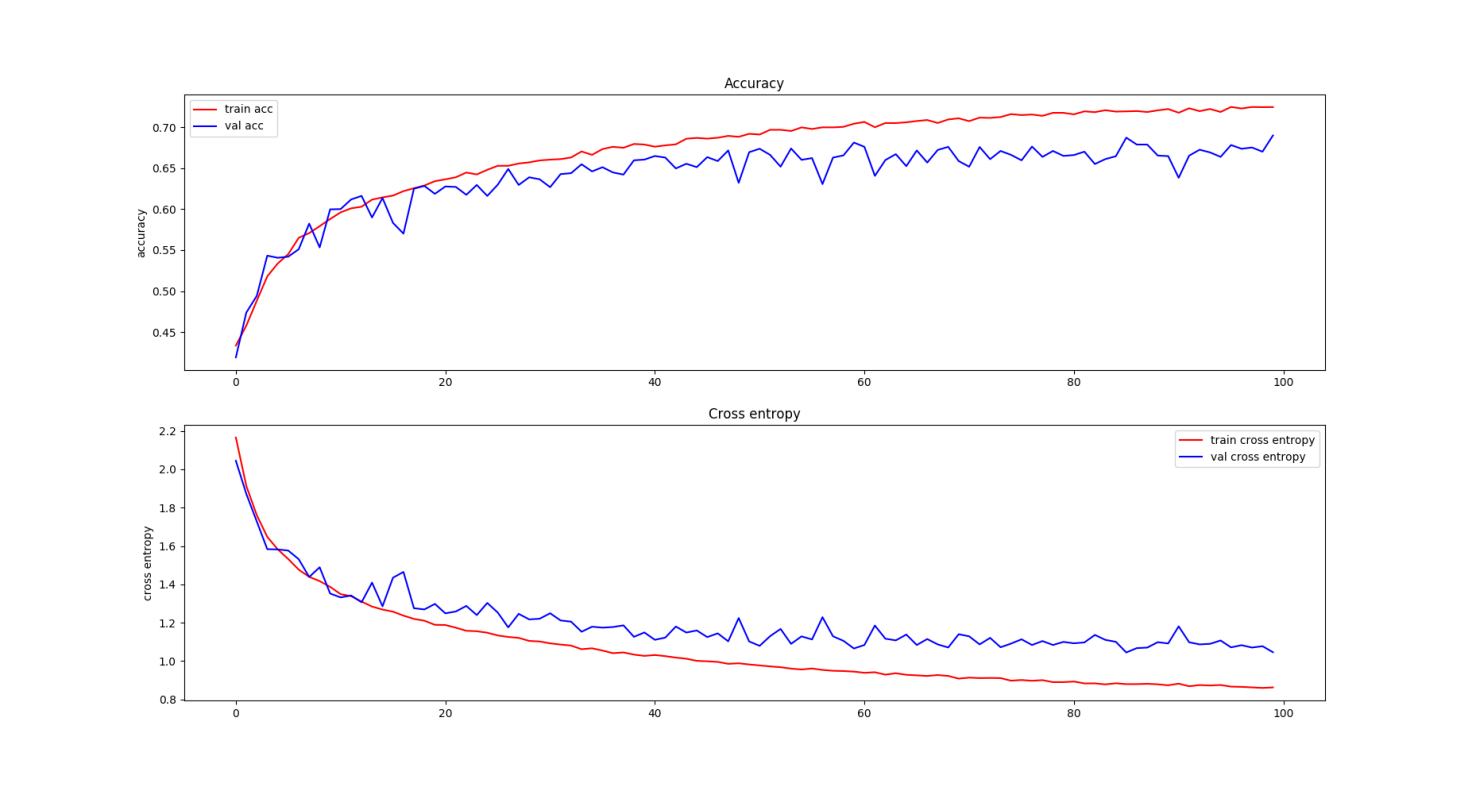 Accuracy
train acc
val acc
0.70
0.65
0.60
0.55
0.50
0.45
accuracy
0 20 40 60 80 100
Cross entropy
train cross entropy
val cross entropy
2.2
2.0
1.8
1.6
1.4
1.2
1.0
0.8
cross entropy
0 20 40 60 80 100